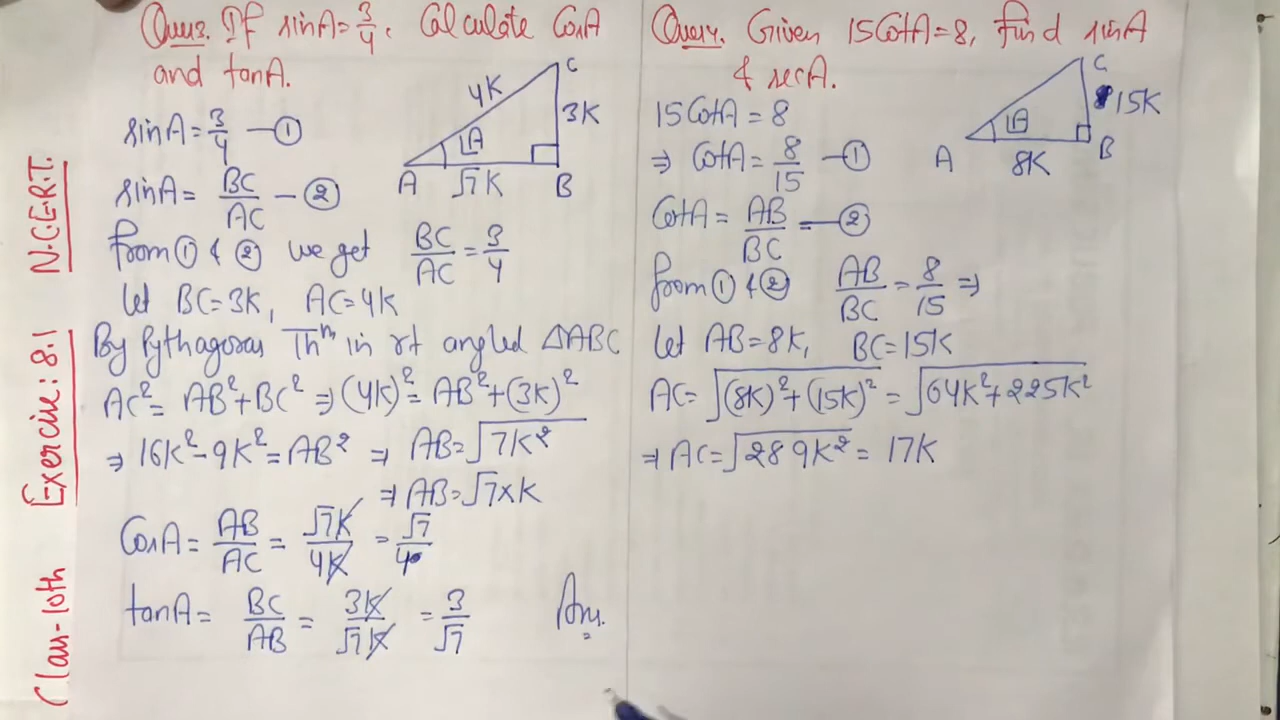 Ques3. If sinA=3/4. Calculate CosA
and tanA.
sinA=3/4 —①
sinA=BC/AC —②
from ① & ② we get BC/AC=3/4
let BC=3K, AC=4K
By Pythagoras Thm in rt angled ΔABC
AC²=AB²+BC² ⇒(4K)²=AB²+(3K)²
⇒16K²-9K²=AB² ⇒ AB=√7K²
⇒AB=√7×K
CosA=AB/AC=√7K/4K=√7/4
tanA=BC/AB=3K/√7K=3/√7 Ans.
C
4K
3K
LA
A
√7K
B
Ques4. Given 15CotA=8, find sinA
& secA.
15CotA=8
⇒ CotA=8/15 —①
CotA=AB/BC —②
from ① & ② AB/BC=8/15 ⇒
let AB=8K, BC=15K
AC=√(8K)²+(15K)²=√64K²+225K²
⇒AC=√289K²=17K
C
15K
LA
A
8K
B
Class-10th Exercise:8.1 N.C.E.R.T.